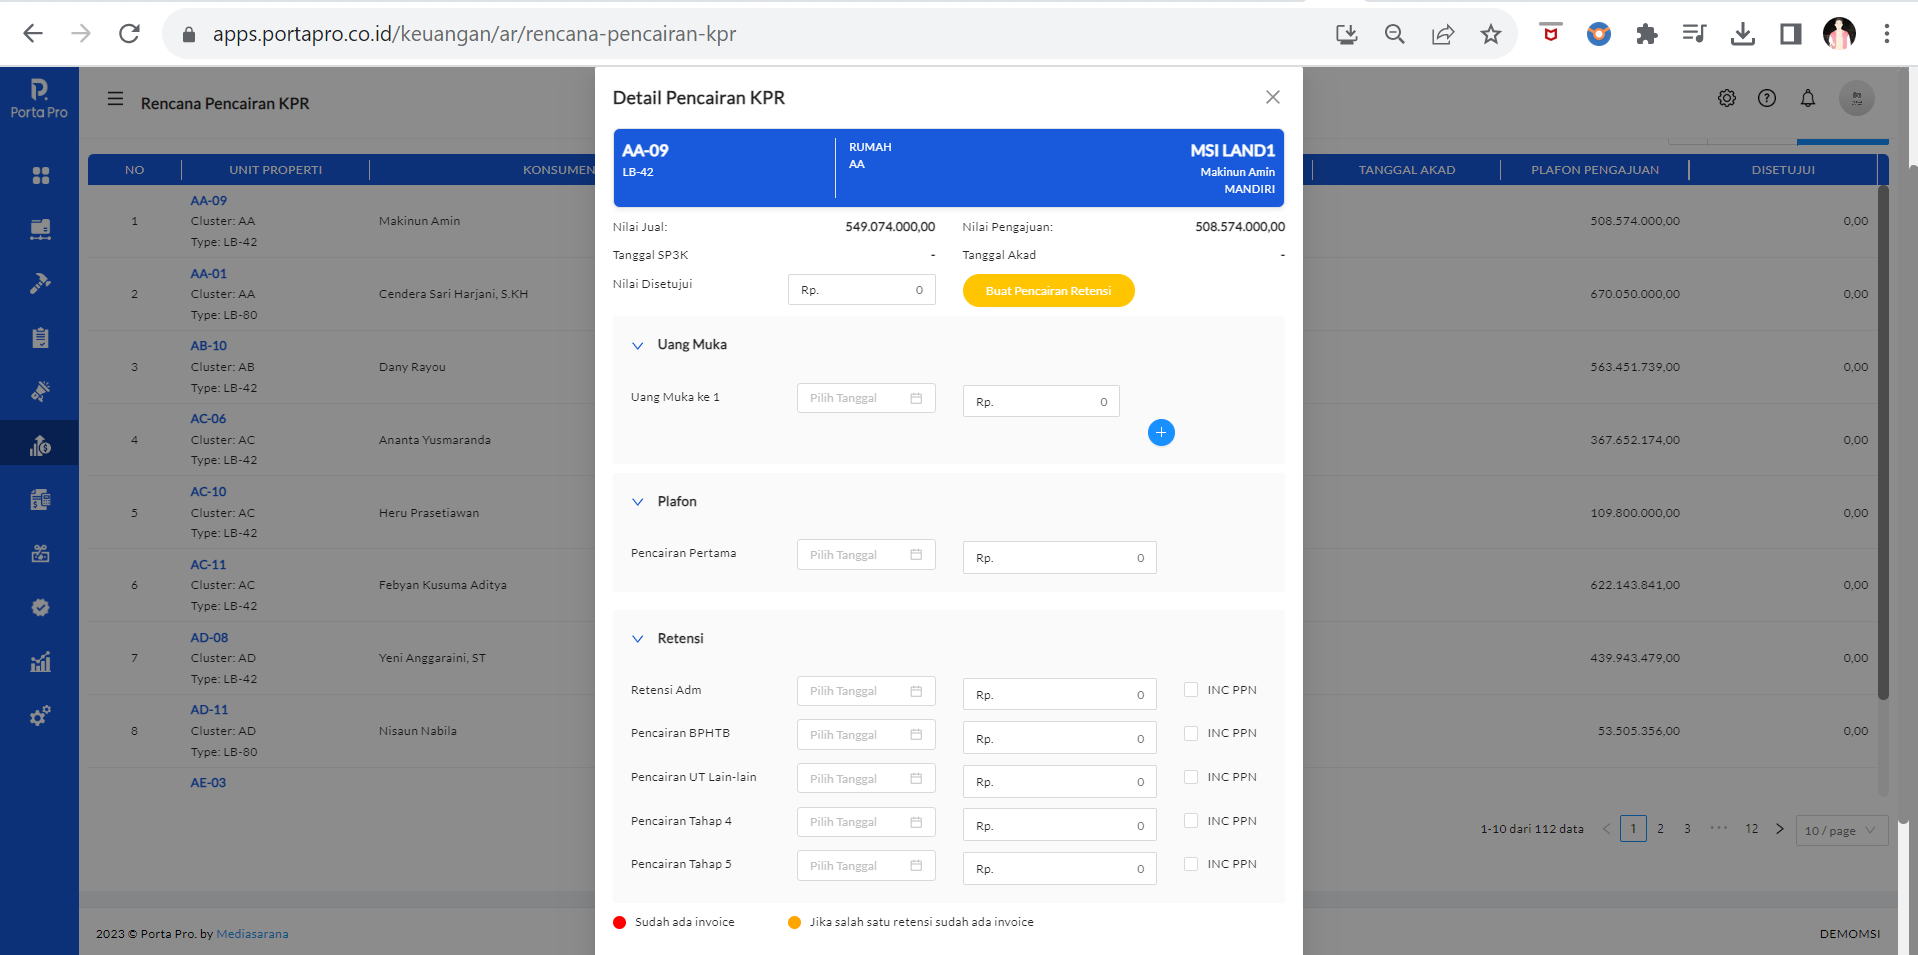 apps.portapro.co.id/keuangan/ar/rencana-pencairan-kpr
Porta Pro
Rencana Pencairan KPR
NO
UNIT PROPERTI
KONSUMEN
TANGGAL AKAD
PLAFON PENGAJUAN
DISETUJUI
1
AA-09
Cluster: AA
Type: LB-42
Makinun Amin
508.574.000,00
0,00
2
AA-01
Cluster: AA
Type: LB-80
Cendera Sari Harjani, S.KH
670.050.000,00
0,00
3
AB-10
Cluster: AB
Type: LB-42
Dany Rayou
563.451.739,00
0,00
4
AC-06
Cluster: AC
Type: LB-42
Ananta Yusmaranda
367.652.174,00
0,00
5
AC-10
Cluster: AC
Type: LB-42
Heru Prasetiawan
109.800.000,00
0,00
6
AC-11
Cluster: AC
Type: LB-42
Febyan Kusuma Aditya
622.143.841,00
0,00
7
AD-08
Cluster: AD
Type: LB-42
Yeni Anggaraini, ST
439.943.479,00
0,00
8
AD-11
Cluster: AD
Type: LB-80
Nisaun Nabila
53.505.356,00
0,00
AE-03
1-10 dari 112 data
1 2 3 ••• 12
10 / page
2023 © Porta Pro. by Mediasarana
DEMOMSI
Detail Pencairan KPR
AA-09
LB-42
RUMAH
AA
MSI LAND1
Makinun Amin
MANDIRI
Nilai Jual: 549.074.000,00
Nilai Pengajuan: 508.574.000,00
Tanggal SP3K -
Tanggal Akad -
Nilai Disetujui Rp. 0
Buat Pencairan Retensi
Uang Muka
Uang Muka ke 1 Pilih Tanggal Rp. 0
+
Plafon
Pencairan Pertama Pilih Tanggal Rp. 0
Retensi
Retensi Adm Pilih Tanggal Rp. 0 INC PPN
Pencairan BPHTB Pilih Tanggal Rp. 0 INC PPN
Pencairan UT Lain-lain Pilih Tanggal Rp. 0 INC PPN
Pencairan Tahap 4 Pilih Tanggal Rp. 0 INC PPN
Pencairan Tahap 5 Pilih Tanggal Rp. 0 INC PPN
Sudah ada invoice
Jika salah satu retensi sudah ada invoice